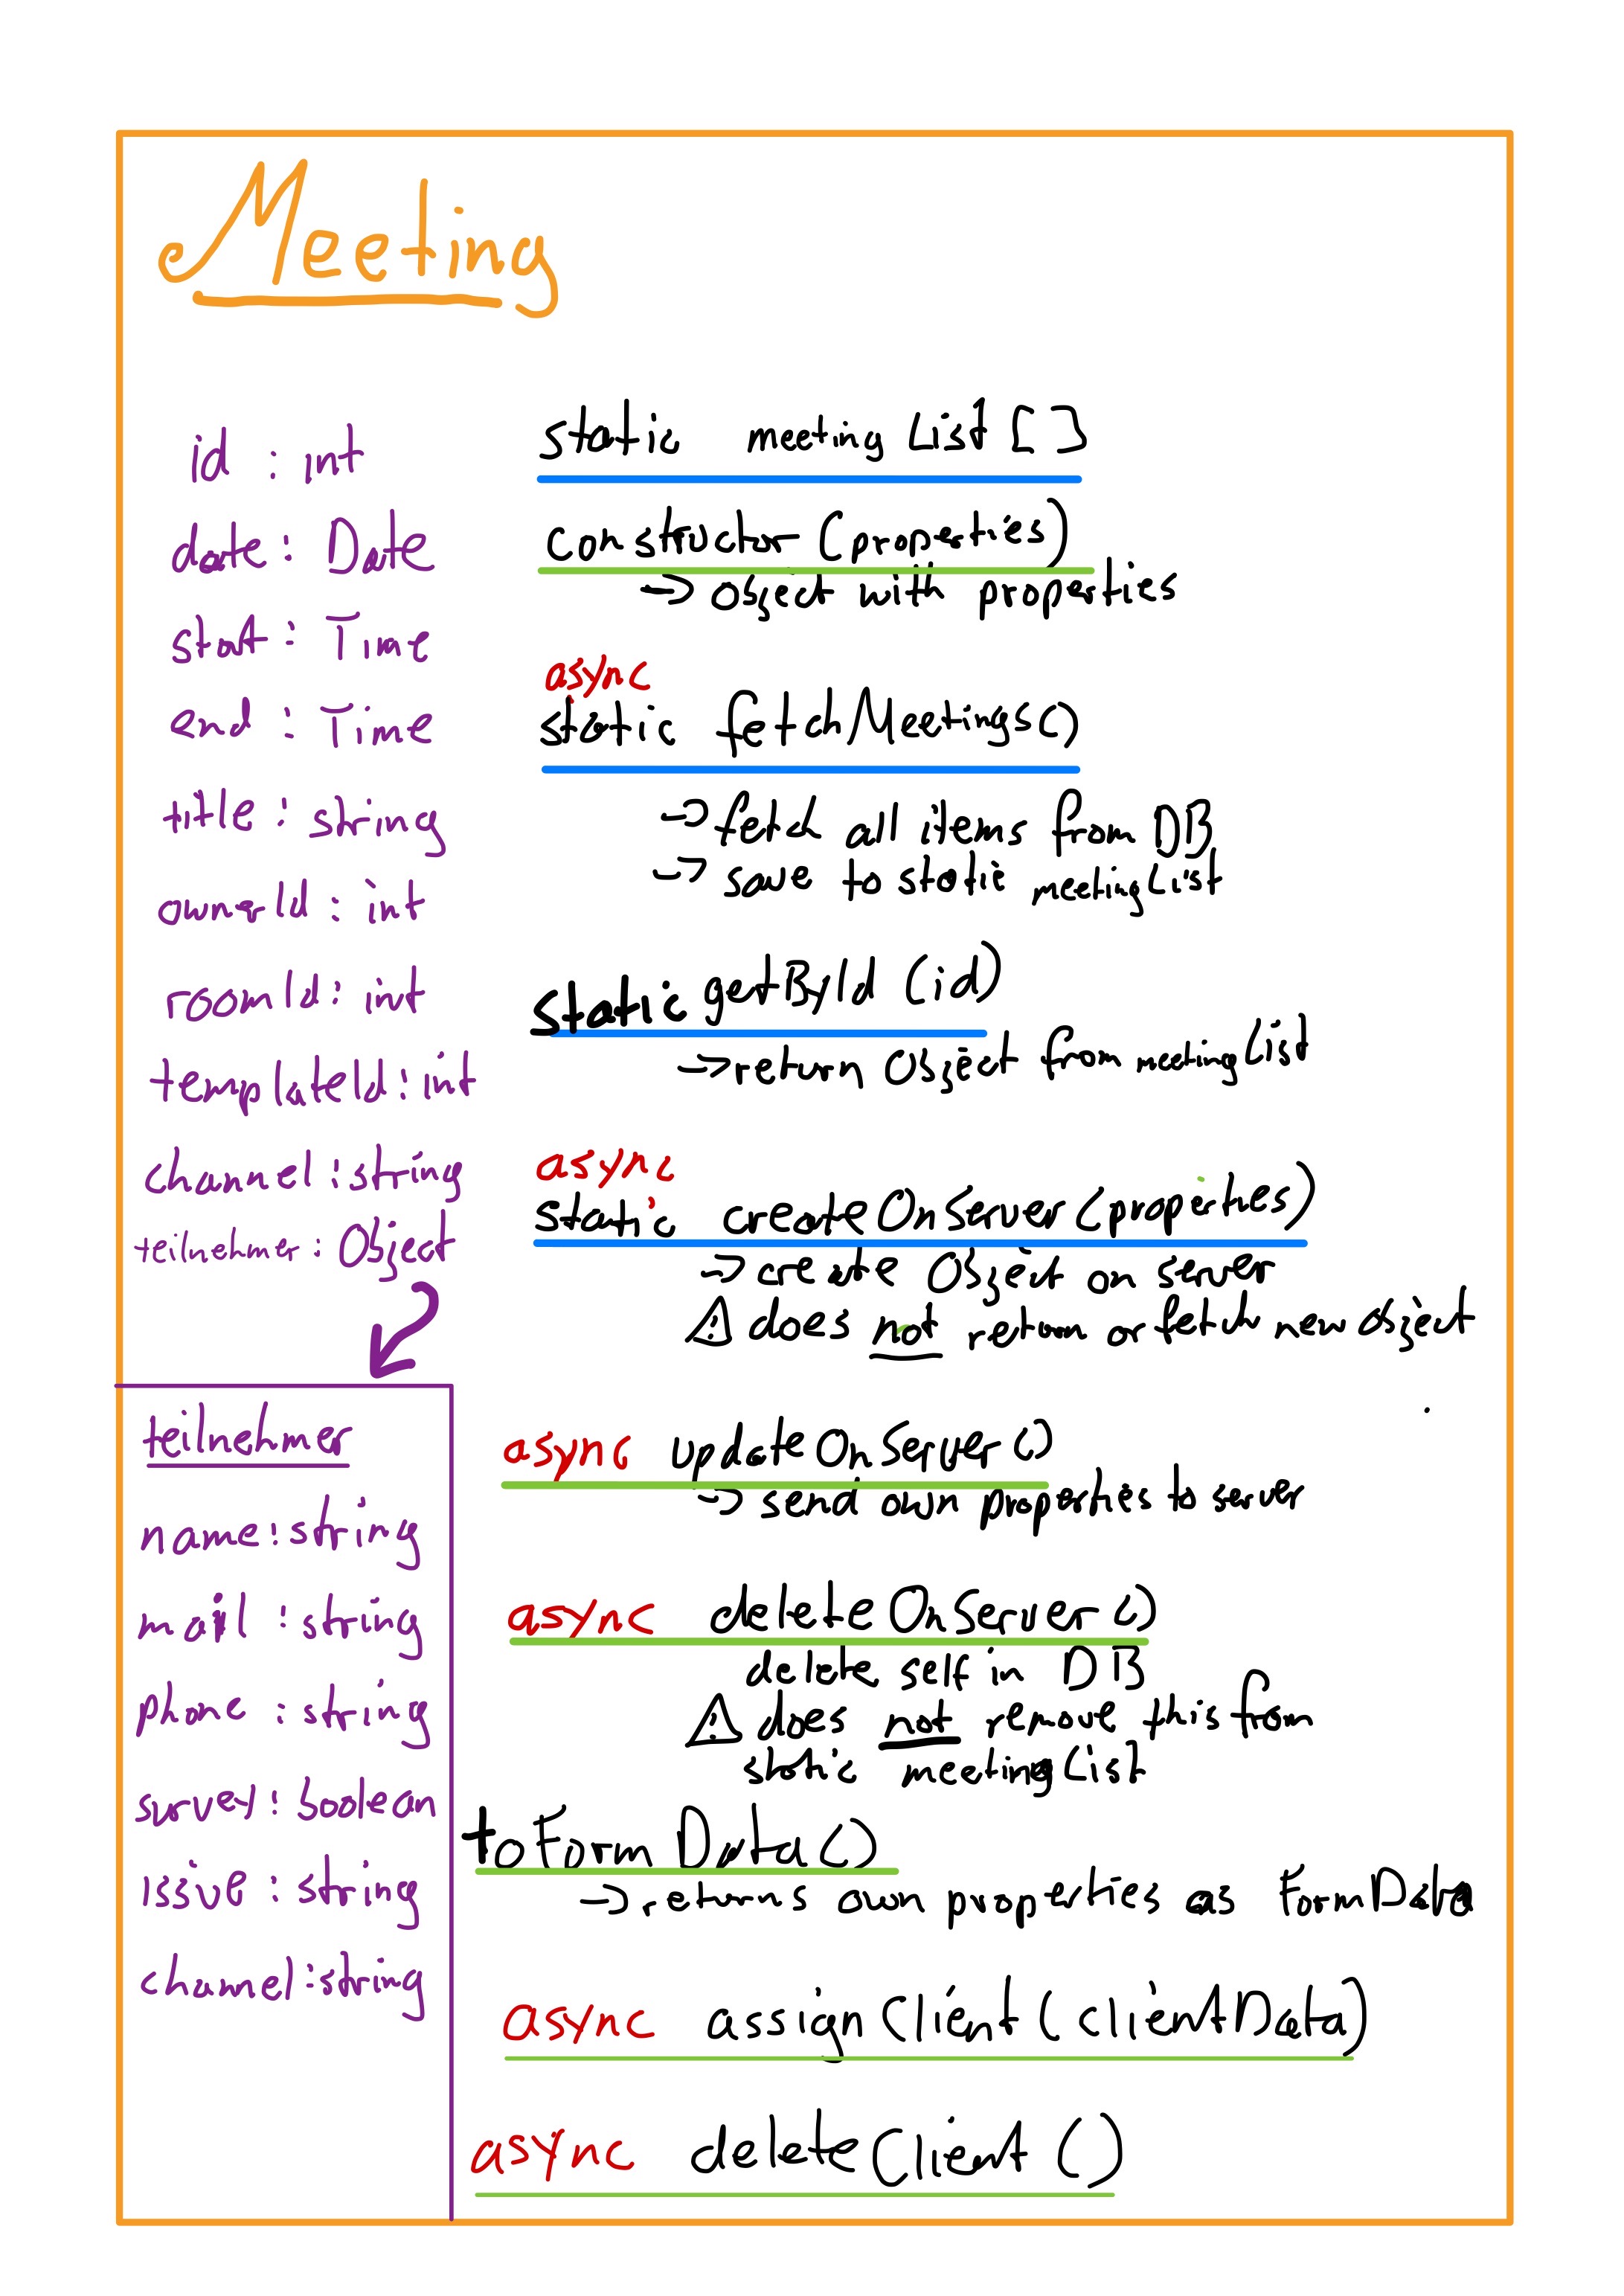 Meeting
id : int
date : Date
start : Time
end : Time
title : string
ownerId : int
roomId : int
templateId : int
channel : string
teilnehmer : Object
teilnehmer
name : string
mail : string
phone : string
survey : boolean
issue : string
channel : string
static meetingList []
constructor (properties)
→ object with properties
async
static fetchMeetings()
→ fetch all items from DB
→ save to static meetingList
static getById (id)
→ return Object from meetingList
async
static createOnServer (properties)
→ create Object on server
⚠ does not return or fetch new object
async updateOnServer ()
→ send own properties to server
async deleteOnServer ()
delete self in DB
⚠ does not remove this from
static meetingList
toFormData ()
→ returns own properties as FormData
async assignClient (clientData)
async deleteClient ()